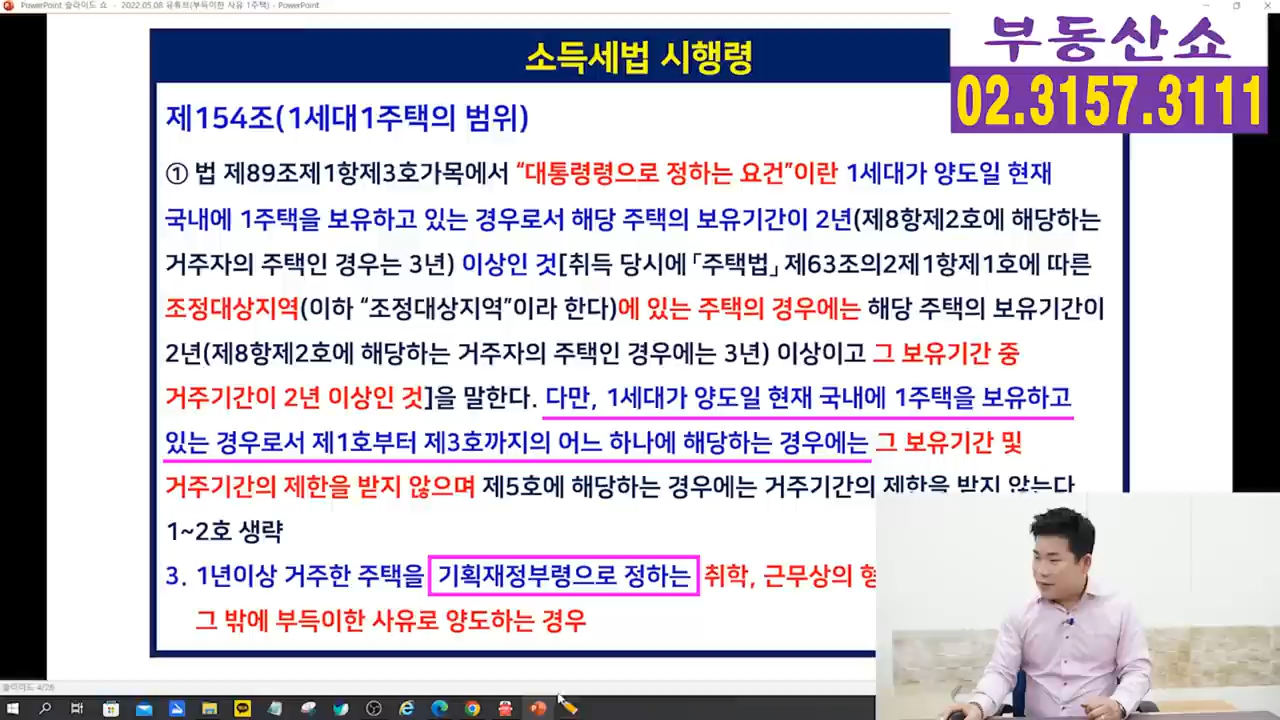 PowerPoint 슬라이드 쇼 - 2022.05.08 유튜브(부득이한 사유 1주택) - PowerPoint
부동산쇼
02.3157.3111
소득세법 시행령
제154조(1세대1주택의 범위)
① 법 제89조제1항제3호가목에서 “대통령령으로 정하는 요건”이란 1세대가 양도일 현재
국내에 1주택을 보유하고 있는 경우로서 해당 주택의 보유기간이 2년(제8항제2호에 해당하는
거주자의 주택인 경우는 3년) 이상인 것[취득 당시에 「주택법」 제63조의2제1항제1호에 따른
조정대상지역(이하 “조정대상지역”이라 한다)에 있는 주택의 경우에는 해당 주택의 보유기간이
2년(제8항제2호에 해당하는 거주자의 주택인 경우에는 3년) 이상이고 그 보유기간 중
거주기간이 2년 이상인 것]을 말한다. 다만, 1세대가 양도일 현재 국내에 1주택을 보유하고
있는 경우로서 제1호부터 제3호까지의 어느 하나에 해당하는 경우에는 그 보유기간 및
거주기간의 제한을 받지 않으며 제5호에 해당하는 경우에는 거주기간의 제한을 받지 않는다
1~2호 생략
3. 1년이상 거주한 주택을 기획재정부령으로 정하는 취학, 근무상의
그 밖에 부득이한 사유로 양도하는 경우
슬라이드 4/26